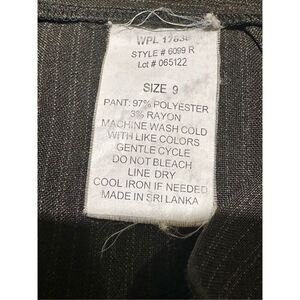 WPL
STYLE # 6099 R
Lot # 065122
SIZE 9
PANT: 97% POLYESTER
3% RAYON
MACHINE WASH COLD
WITH LIKE COLORS
GENTLE CYCLE
DO NOT BLEACH
LINE DRY
COOL IRON IF NEEDED
MADE IN SRI LANKA